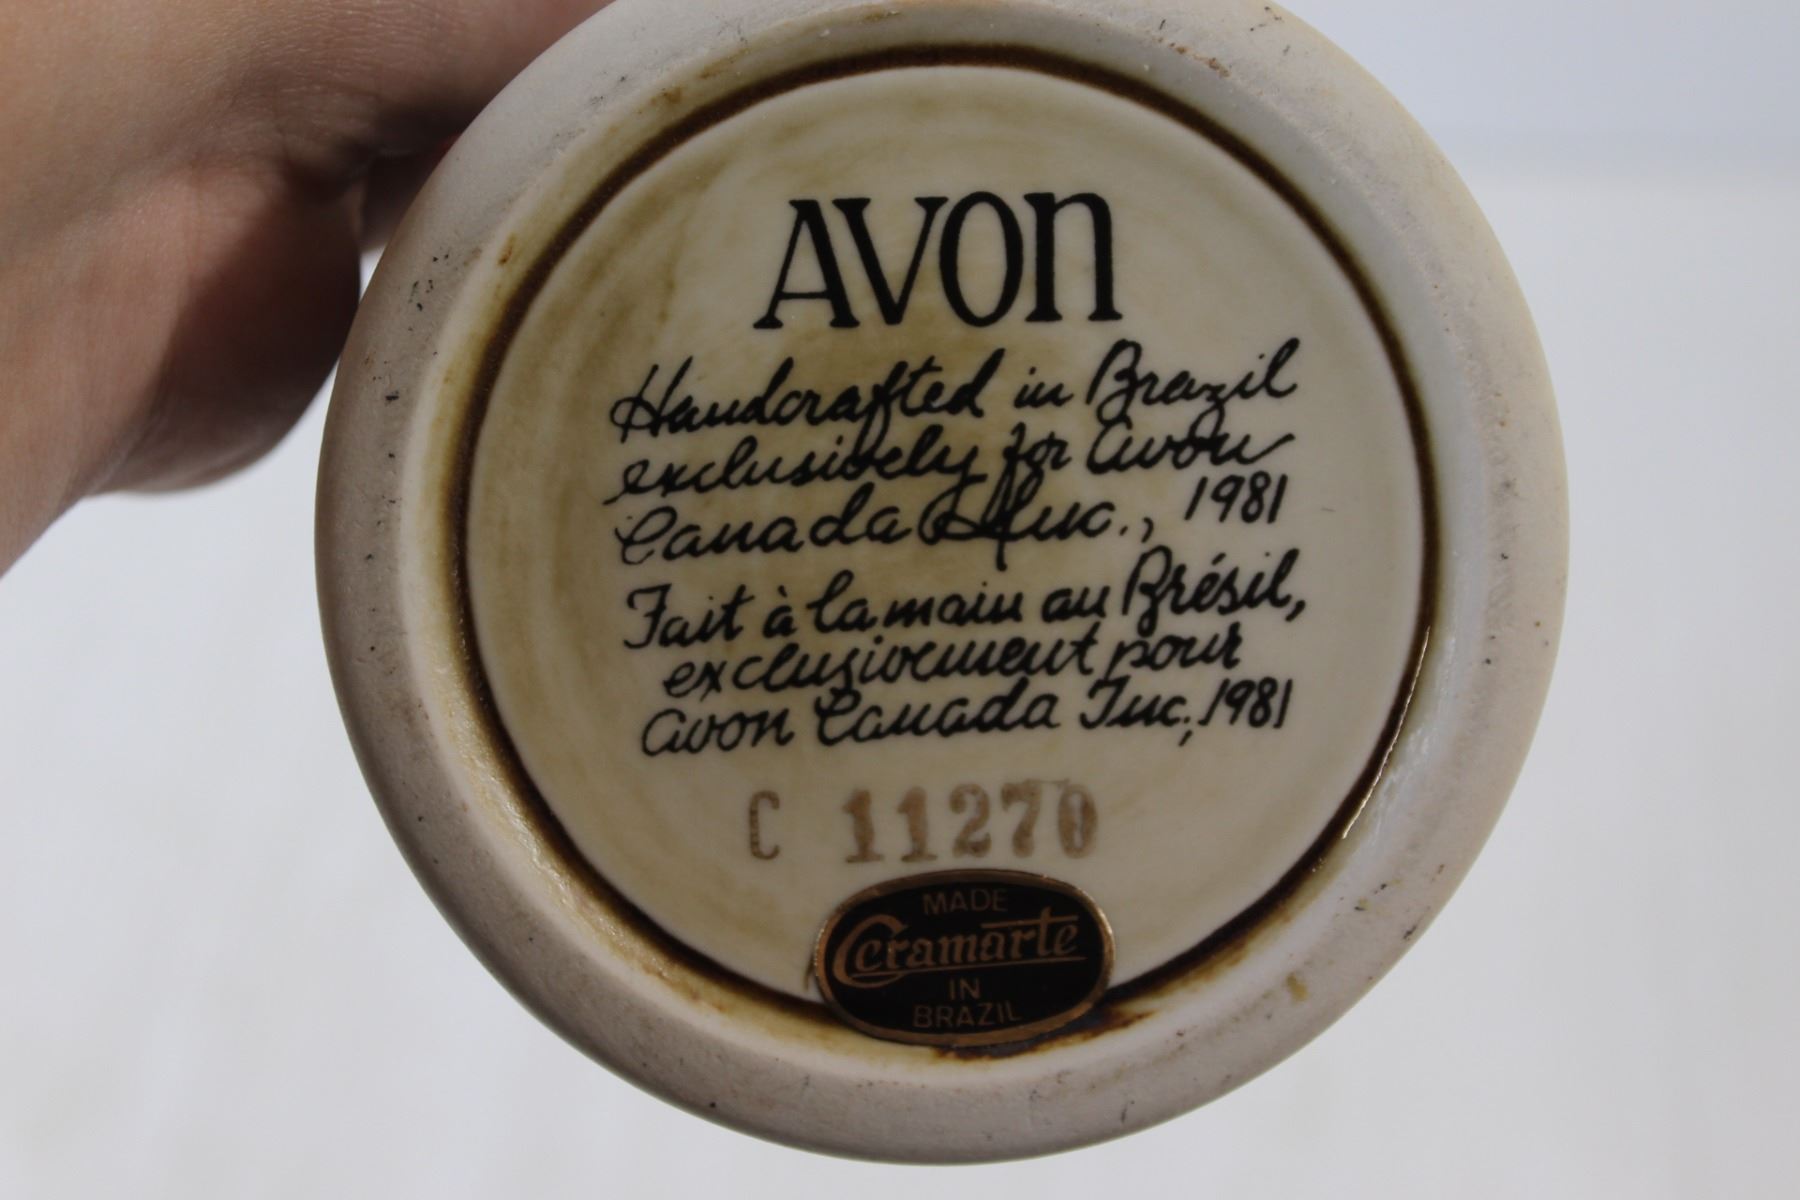 AVON
Handcrafted in Brazil
exclusively for Avon
Canada Inc., 1981
Fait à la main au Brésil,
exclusivement pour
Avon Canada Inc., 1981
C 11270
MADE
Ceramarte
IN
BRAZIL